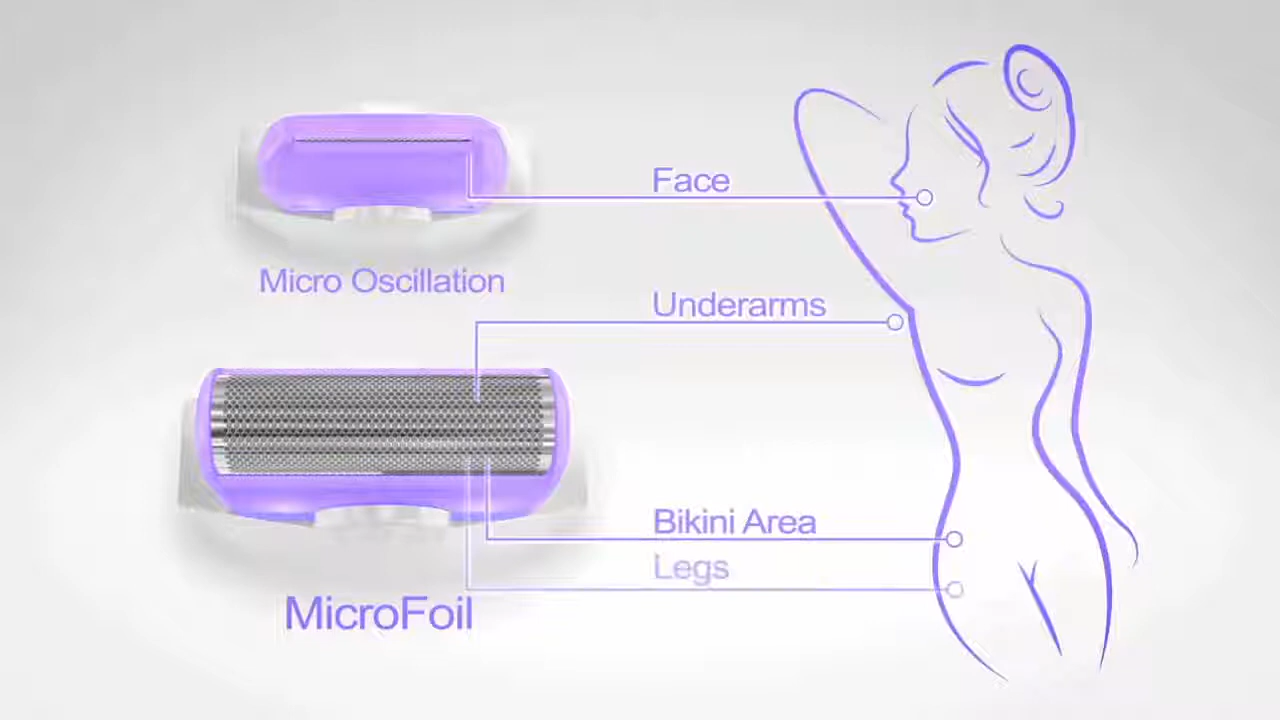 Face
Micro Oscillation
Underarms
Bikini Area
Legs
MicroFoil